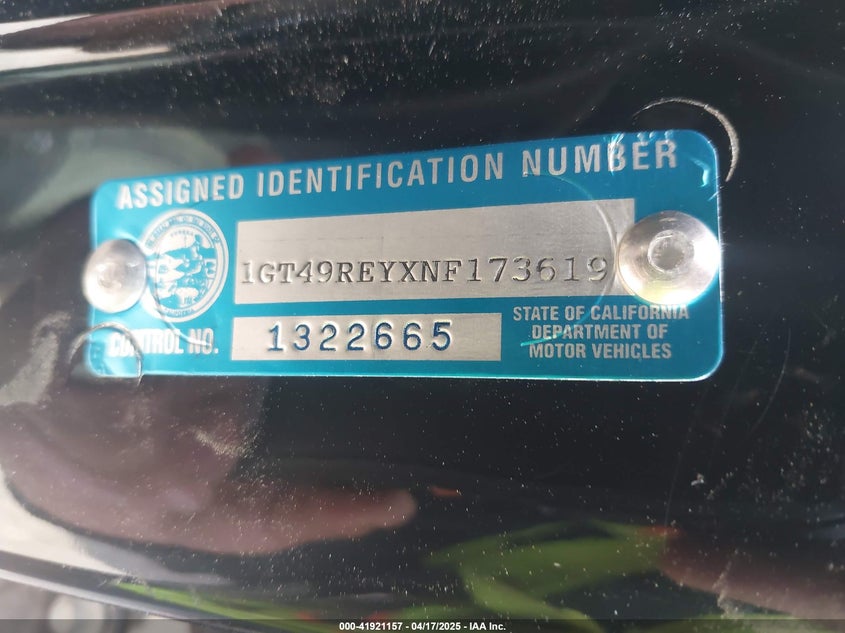 ASSIGNED IDENTIFICATION NUMBER
1GT49REYXNF173619
CONTROL NO. 1322665
STATE OF CALIFORNIA
DEPARTMENT OF
MOTOR VEHICLES
000-41921157 - 04/17/2025 - IAA Inc.